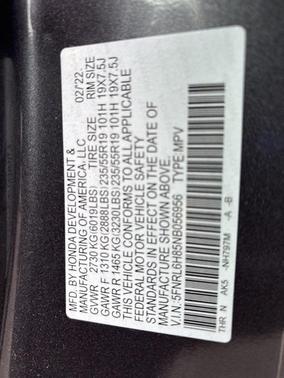 MFD. BY HONDA DEVELOPMENT & 02/22
MANUFACTURING OF AMERICA, LLC
GVWR 2730 KG(6019LBS) TIRE SIZE RIM SIZE
GAWR F 1310 KG(2888LBS) 235/55R19 101H 19X7.5J
GAWR R 1465 KG(3230LBS) 235/55R19 101H 19X7.5J
THIS VEHICLE CONFORMS TO ALL APPLICABLE
FEDERAL MOTOR VEHICLE SAFETY
STANDARDS IN EFFECT ON THE DATE OF
MANUFACTURE SHOWN ABOVE.
V.I.N.:5FNRL6H85NB056956 TYPE:MPV
THR N AK5 -NH797M -A -B